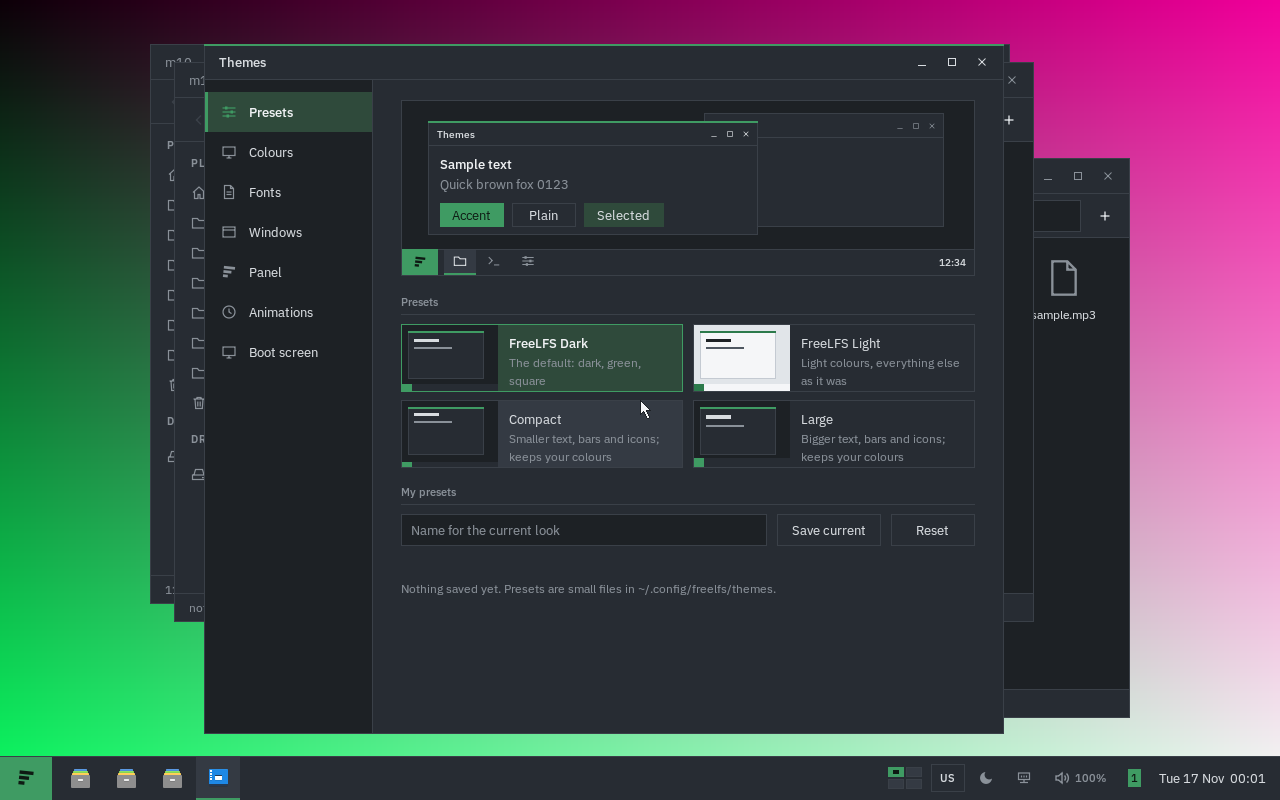 Themes
Presets
Colours
Fonts
Windows
Panel
Animations
Boot screen
Themes
Sample text
Quick brown fox 0123
Accent
Plain
Selected
12:34
Presets
FreeLFS Dark
The default: dark, green,
square
FreeLFS Light
Light colours, everything else
as it was
Compact
Smaller text, bars and icons;
keeps your colours
Large
Bigger text, bars and icons;
keeps your colours
My presets
Name for the current look
Save current
Reset
Nothing saved yet. Presets are small files in ~/.config/freelfs/themes.
sample.mp3
US
100%
1
Tue 17 Nov 00:01